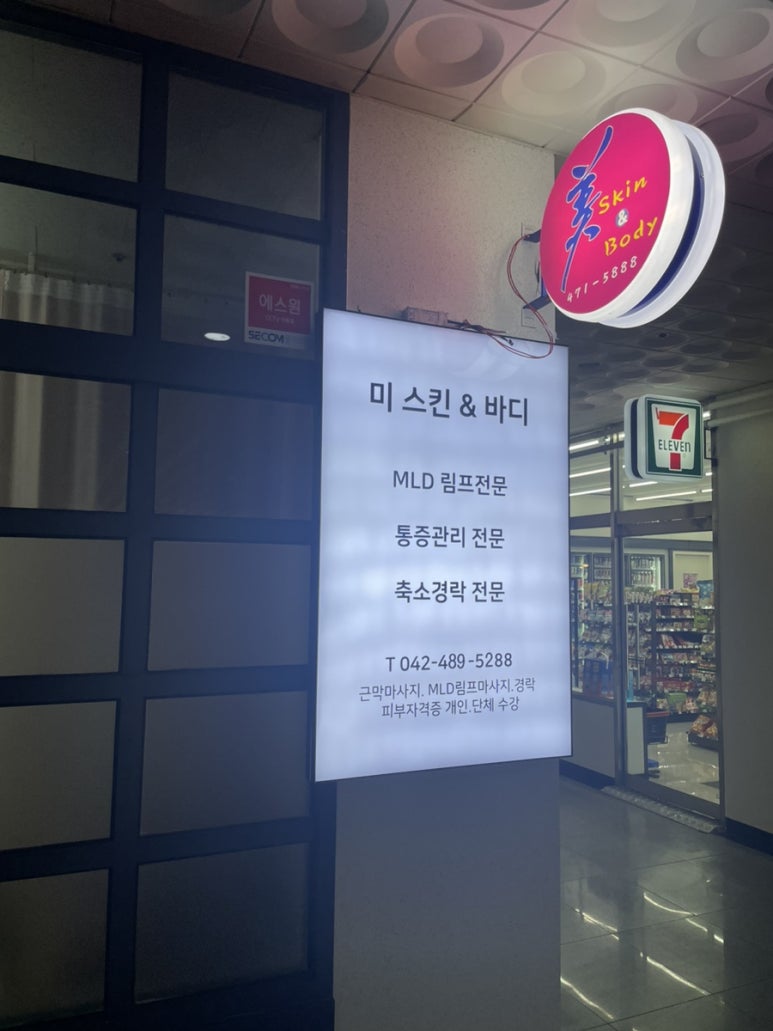 美
Skin
&
Body
471-5888
에스원
SECOM
미 스킨 & 바디
MLD 림프전문
통증관리 전문
축소경락 전문
T 042-489-5288
근막마사지. MLD림프마사지.경락
피부자격증 개인.단체 수강
7
ELEVEn